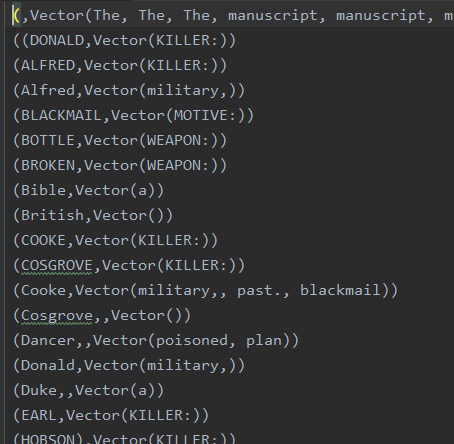 (,Vector(The, The, The, manuscript, manuscript, m
((DONALD,Vector(KILLER:))
(ALFRED,Vector(KILLER:))
(Alfred,Vector(military,))
(BLACKMAIL,Vector(MOTIVE:))
(BOTTLE,Vector(WEAPON:))
(BROKEN,Vector(WEAPON:))
(Bible,Vector(a))
(British,Vector())
(COOKE,Vector(KILLER:))
(COSGROVE,Vector(KILLER:))
(Cooke,Vector(military,, past., blackmail))
(Cosgrove,,Vector())
(Dancer,,Vector(poisoned, plan))
(Donald,Vector(military,))
(Duke,,Vector(a))
(EARL,Vector(KILLER:))
(HOBSON),Vector(KILLER:))